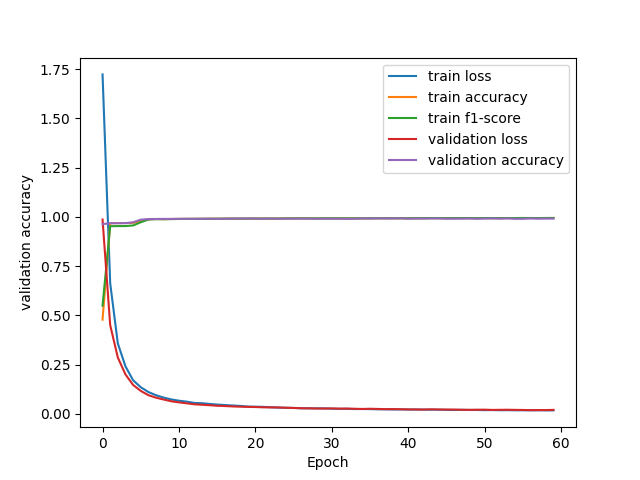 1.75
1.50
1.25
1.00
0.75
0.50
0.25
0.00
validation accuracy
train loss
train accuracy
train f1-score
validation loss
validation accuracy
0 10 20 30 40 50 60
Epoch